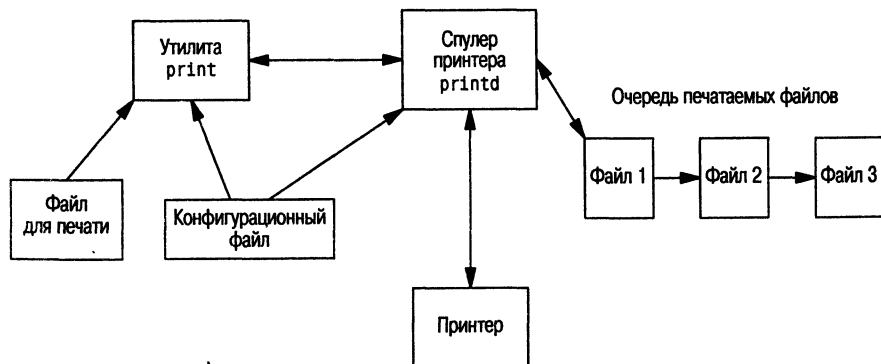 Утилита
print
Спулер
принтера
printd
Очередь печатаемых файлов
Файл 1
Файл 2
Файл 3
Файл
для печати
Конфигурационный
файл
Принтер